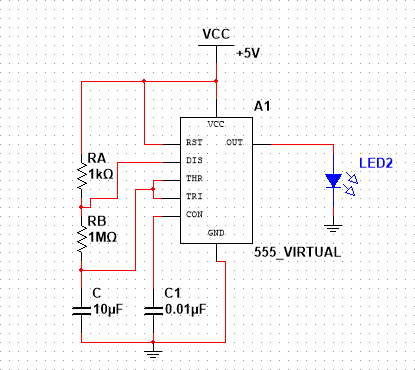 VCC
+5V
A1
VCC
RST
OUT
DIS
THR
TRI
CON
GND
555_VIRTUAL
LED2
RA
1kΩ
RB
1MΩ
C
10µF
C1
0.01µF